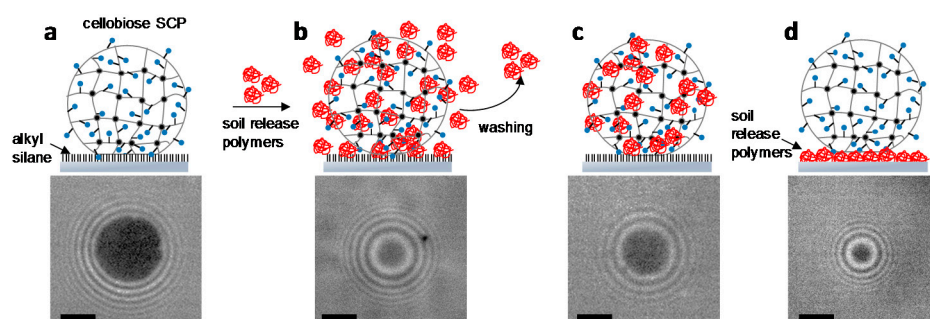 cellobiose SCP
a
b
c
d
soil release
polymers
washing
alkyl
silane
soil
release
polymers